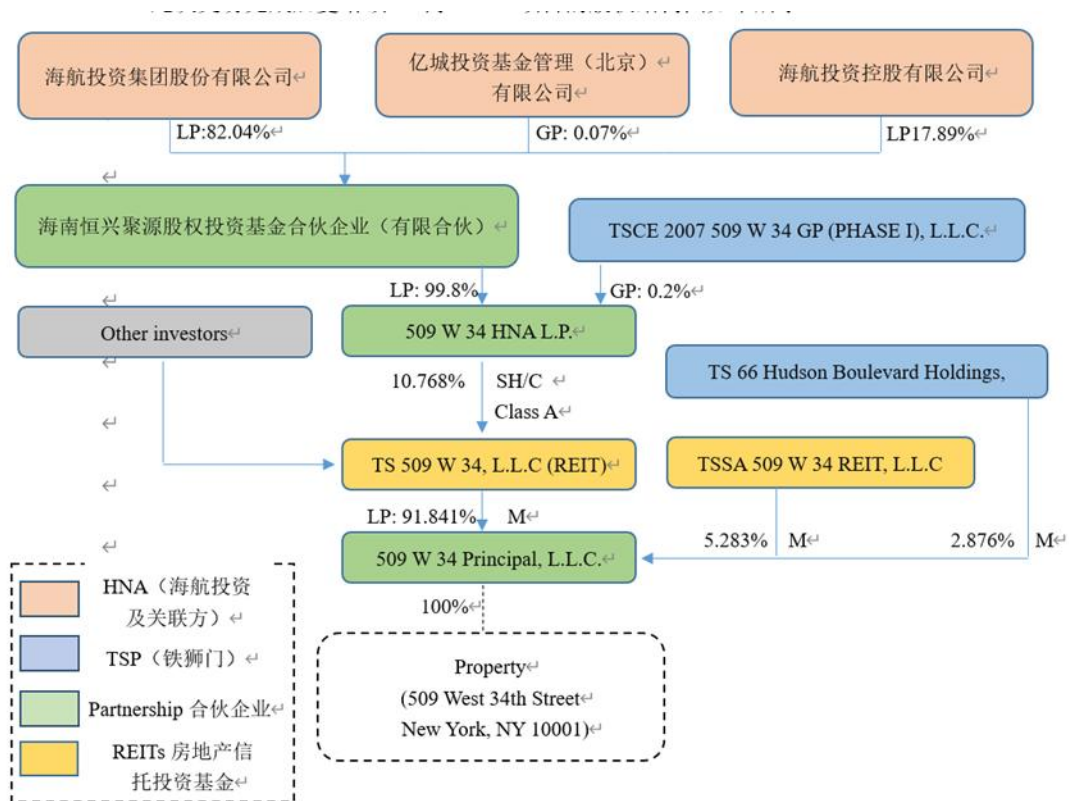 海航投资集团股份有限公司
亿城投资基金管理（北京）
有限公司
海航投资控股有限公司
LP:82.04%
GP: 0.07%
LP17.89%
海南恒兴聚源股权投资基金合伙企业（有限合伙）
TSCE 2007 509 W 34 GP (PHASE I), L.L.C.
LP: 99.8%
GP: 0.2%
Other investors
509 W 34 HNA L.P.
TS 66 Hudson Boulevard Holdings,
10.768%
SH/C
Class A
TS 509 W 34, L.L.C (REIT)
TSSA 509 W 34 REIT, L.L.C
LP: 91.841%
M
5.283%
M
2.876%
M
509 W 34 Principal, L.L.C.
100%
Property
(509 West 34th Street
New York, NY 10001)
HNA（海航投资
及关联方）
TSP（铁狮门）
Partnership 合伙企业
REITs 房地产信
托投资基金